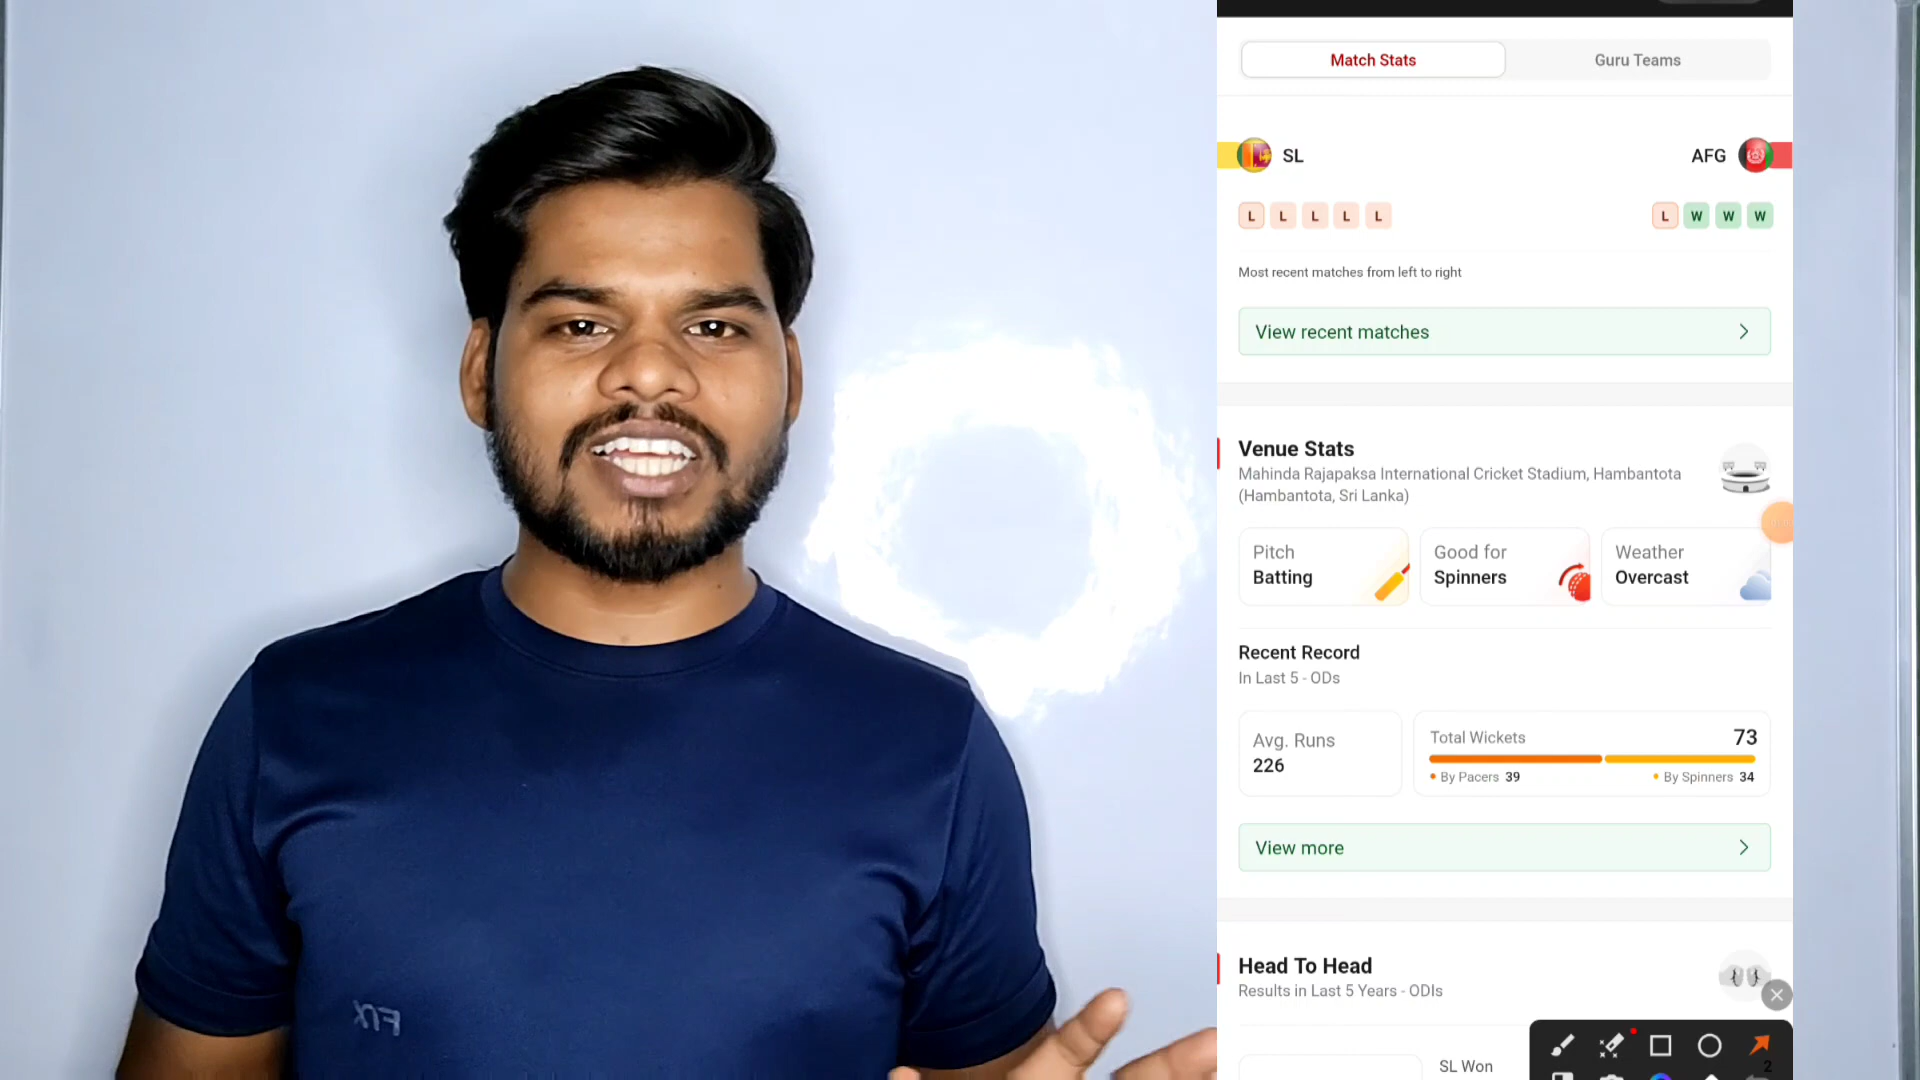 Match Stats
Guru Teams
SL
AFG
L L L L L
L W W W
Most recent matches from left to right
View recent matches
Venue Stats
Mahinda Rajapaksa International Cricket Stadium, Hambantota
(Hambantota, Sri Lanka)
Pitch
Batting
Good for
Spinners
Weather
Overcast
Recent Record
In Last 5 - ODs
Avg. Runs
226
Total Wickets
73
By Pacers 39
By Spinners 34
View more
Head To Head
Results in Last 5 Years - ODIs
SL Won
2
FTX